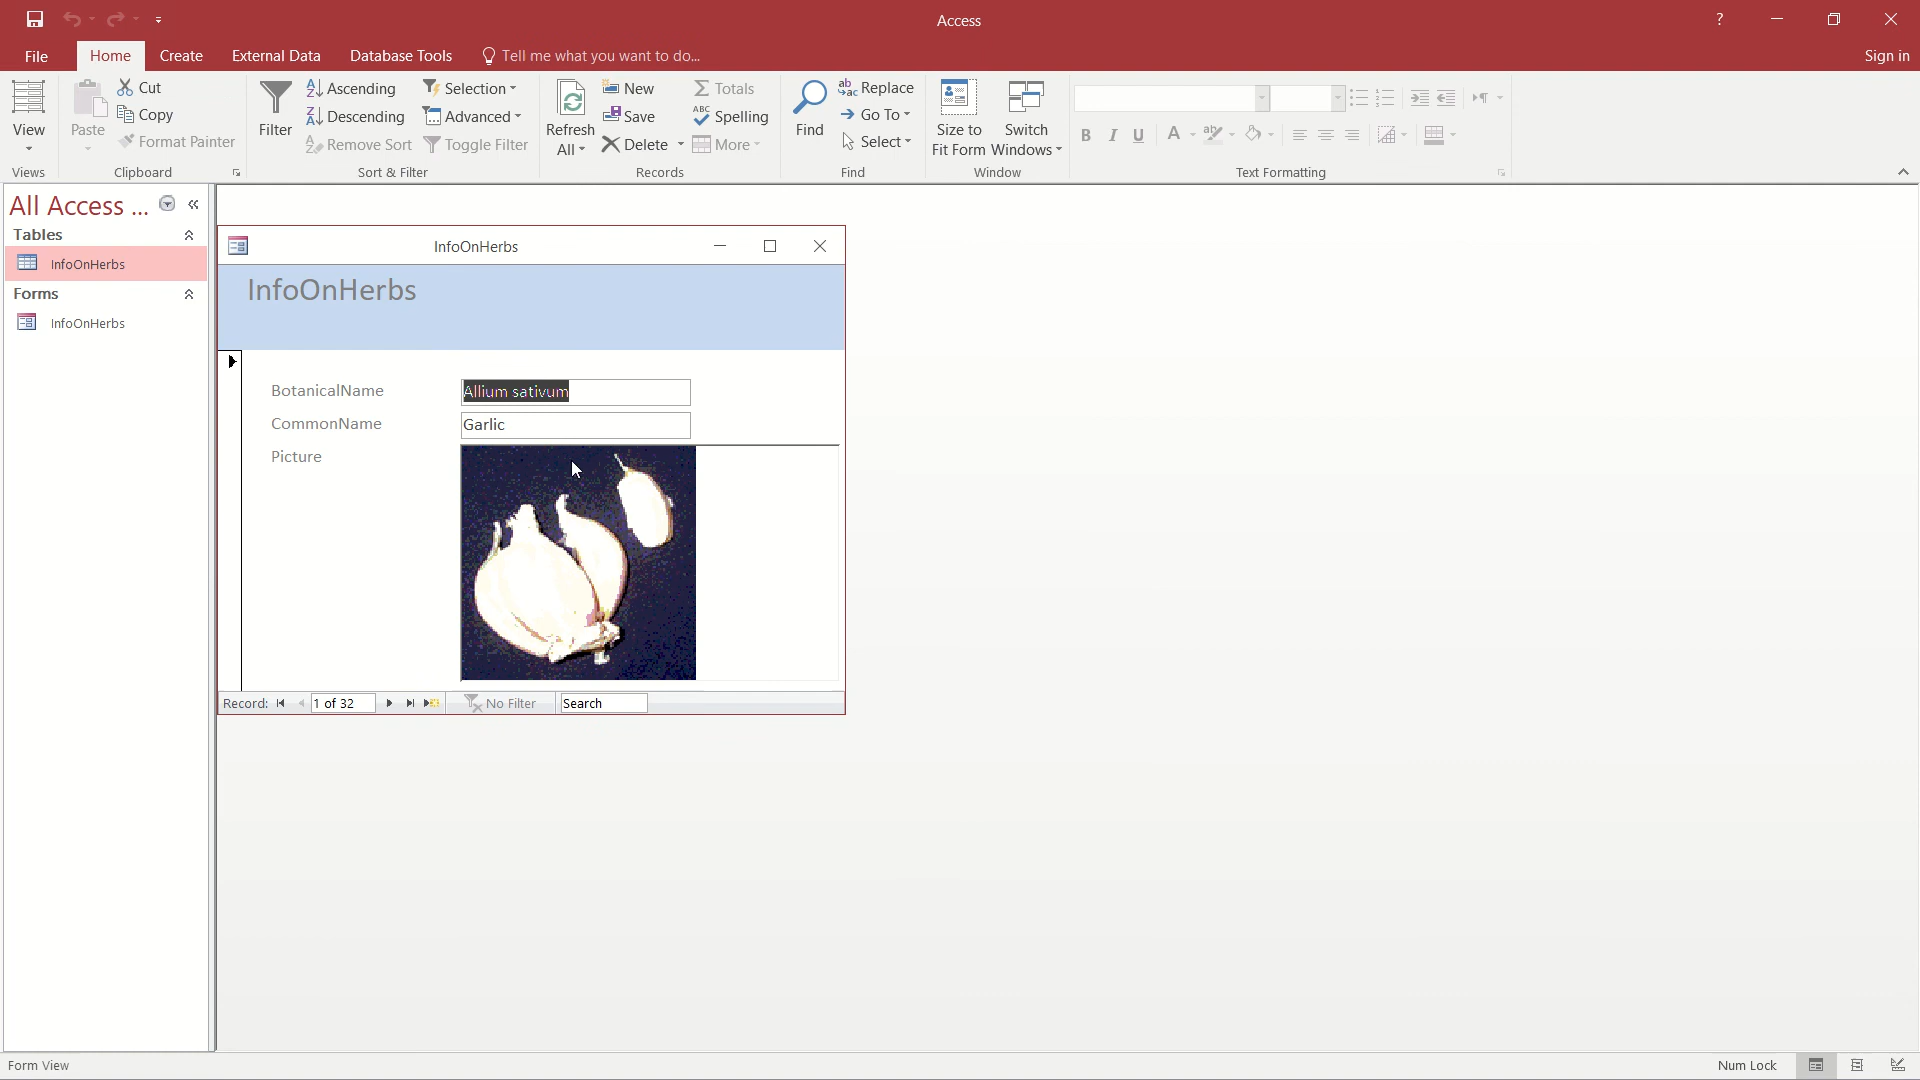 Access
?
File
Home
Create
External Data
Database Tools
Tell me what you want to do...
Sign in
View
Views
Paste
Cut
Copy
Format Painter
Clipboard
Filter
Ascending
Descending
Remove Sort
Selection
Advanced
Toggle Filter
Sort & Filter
Refresh
All
New
Save
Delete
Totals
Spelling
More
Records
Find
Replace
Go To
Select
Find
Size to
Fit Form
Switch
Windows
Window
B I U A
Text Formatting
All Access ...
Tables
InfoOnHerbs
Forms
InfoOnHerbs
InfoOnHerbs
InfoOnHerbs
BotanicalName Allium sativum
CommonName Garlic
Picture
Record: 1 of 32 No Filter Search
Form View
Num Lock